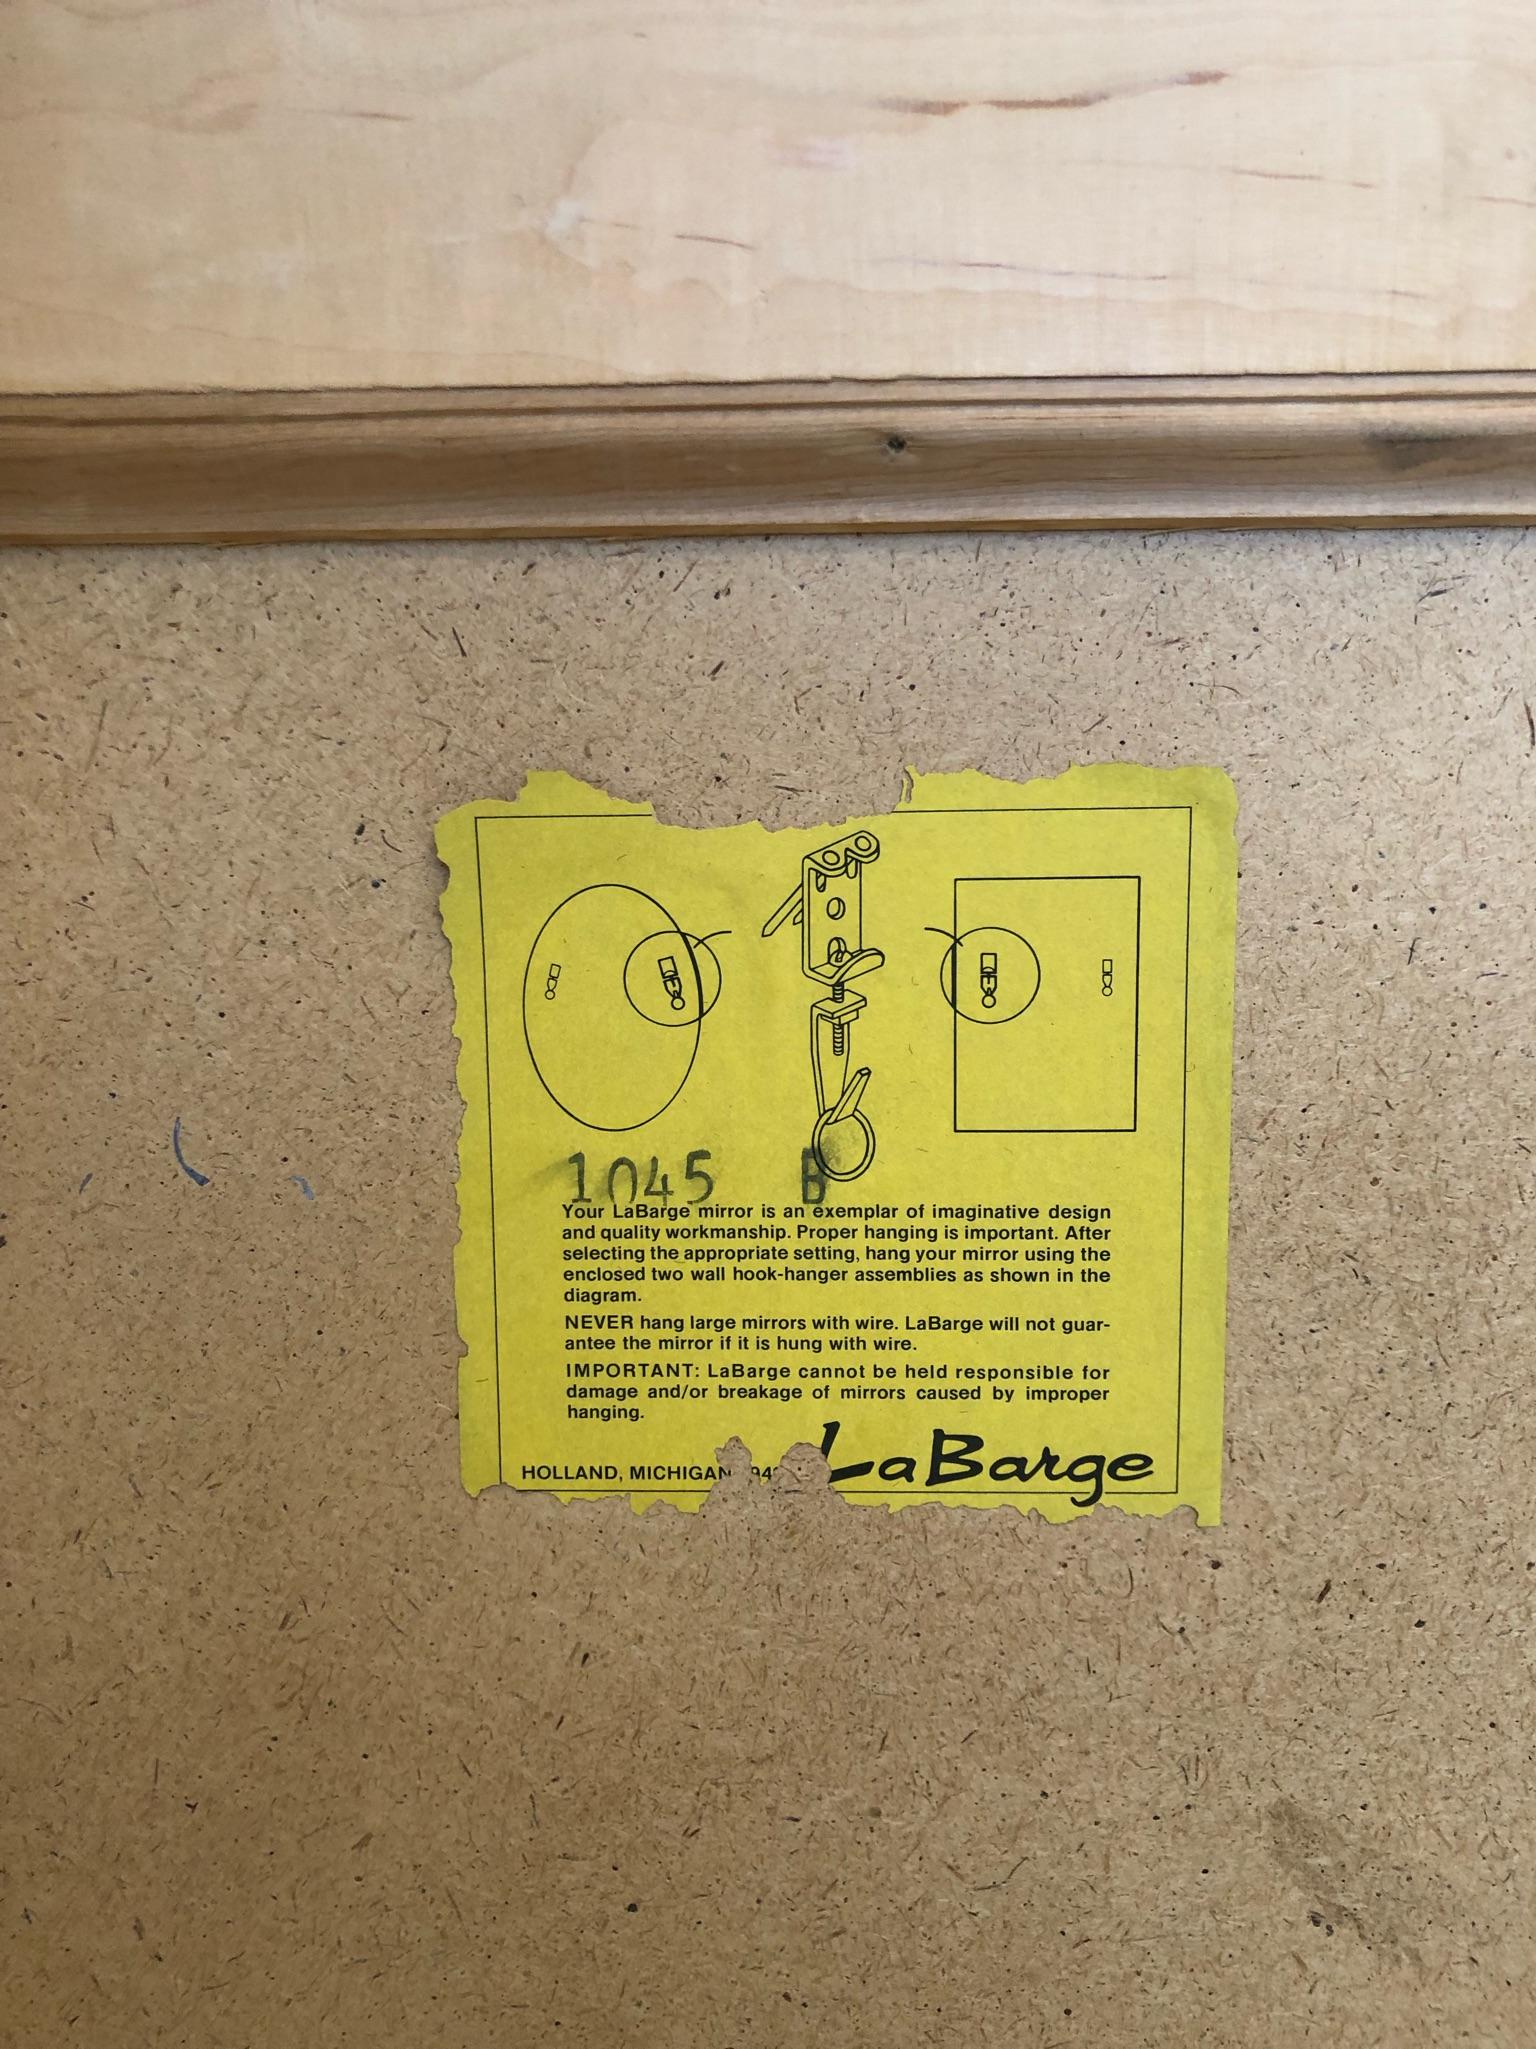 1045 B
Your LaBarge mirror is an exemplar of imaginative design
and quality workmanship. Proper hanging is important. After
selecting the appropriate setting, hang your mirror using the
enclosed two wall hook-hanger assemblies as shown in the
diagram.
NEVER hang large mirrors with wire. LaBarge will not guar-
antee the mirror if it is hung with wire.
IMPORTANT: LaBarge cannot be held responsible for
damage and/or breakage of mirrors caused by improper
hanging.
HOLLAND, MICHIGAN
LaBarge